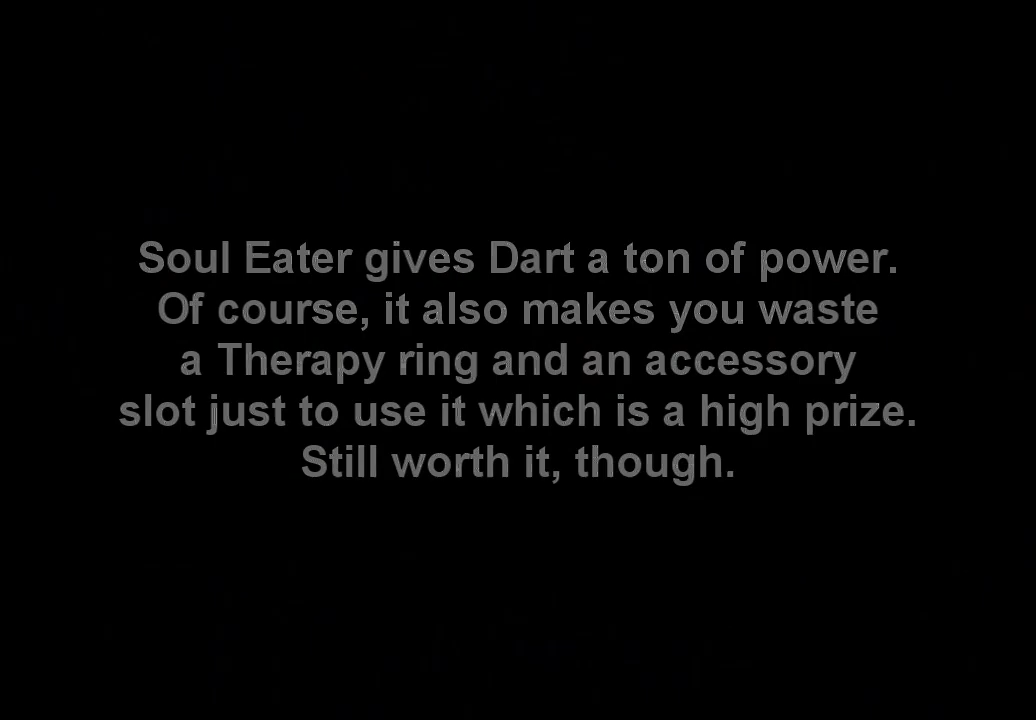 Soul Eater gives Dart a ton of power.
Of course, it also makes you waste
a Therapy ring and an accessory
slot just to use it which is a high prize.
Still worth it, though.